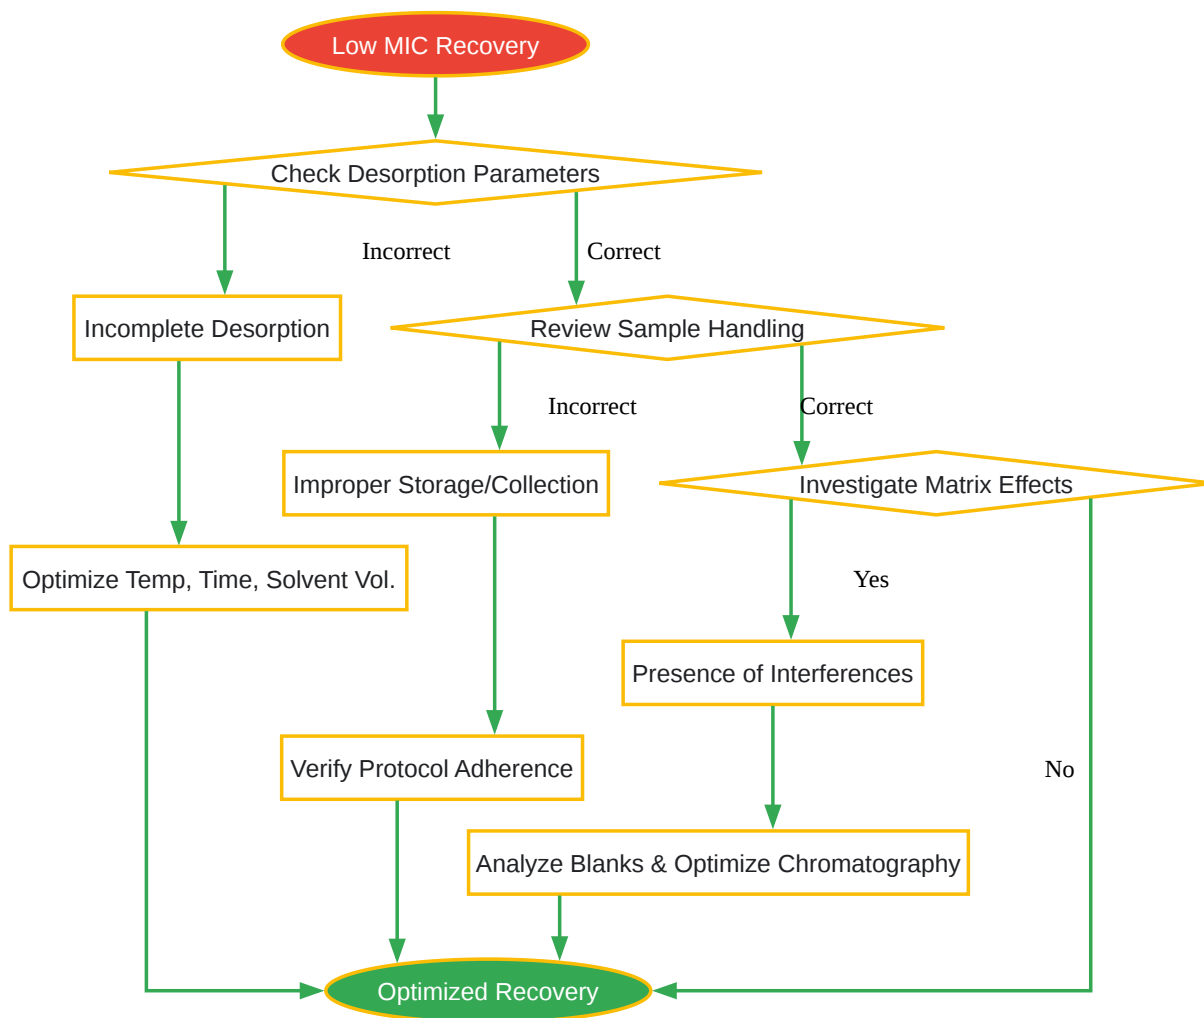 Low MIC Recovery
Check Desorption Parameters
Incorrect
Correct
Incomplete Desorption
Review Sample Handling
Incorrect
Correct
Improper Storage/Collection
Investigate Matrix Effects
Optimize Temp, Time, Solvent Vol.
Yes
Presence of Interferences
Verify Protocol Adherence
No
Analyze Blanks & Optimize Chromatography
Optimized Recovery